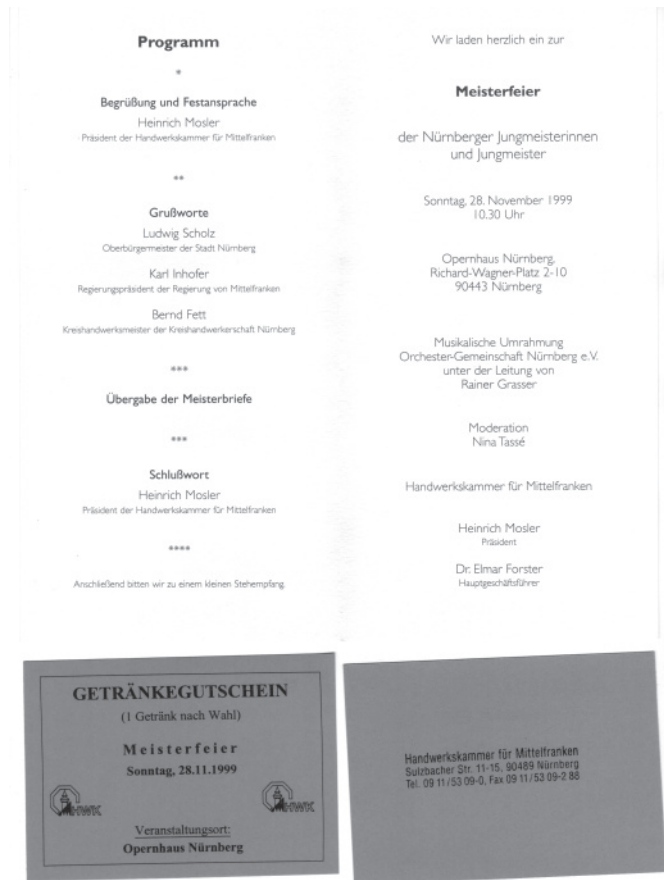 Programm
*
Begrüßung und Festansprache
Heinrich Mosler
Präsident der Handwerkskammer für Mittelfranken
**
Grußworte
Ludwig Scholz
Oberbürgermeister der Stadt Nürnberg
Karl Inhofer
Regierungspräsident der Regierung von Mittelfranken
Bernd Fett
Kreishandwerksmeister der Kreishandwerkerschaft Nürnberg
***
Übergabe der Meisterbriefe
***
Schlußwort
Heinrich Mosler
Präsident der Handwerkskammer für Mittelfranken
****
Anschließend bitten wir zu einem kleinen Stehempfang.
Wir laden herzlich ein zur
Meisterfeier
der Nürnberger Jungmeisterinnen
und Jungmeister
Sonntag, 28. November 1999
10.30 Uhr
Opernhaus Nürnberg,
Richard-Wagner-Platz 2-10
90443 Nürnberg
Musikalische Umrahmung
Orchester-Gemeinschaft Nürnberg e.V.
unter der Leitung von
Rainer Grasser
Moderation
Nina Tassé
Handwerkskammer für Mittelfranken
Heinrich Mosler
Präsident
Dr. Elmar Forster
Hauptgeschäftsführer
GETRÄNKEGUTSCHEIN
(1 Getränk nach Wahl)
Meisterfeier
Sonntag, 28.11.1999
HWK
HWK
Veranstaltungsort:
Opernhaus Nürnberg
Handwerkskammer für Mittelfranken
Sulzbacher Str. 11-15, 90489 Nürnberg
Tel. 09 11/53 09-0, Fax 09 11/53 09-2 88